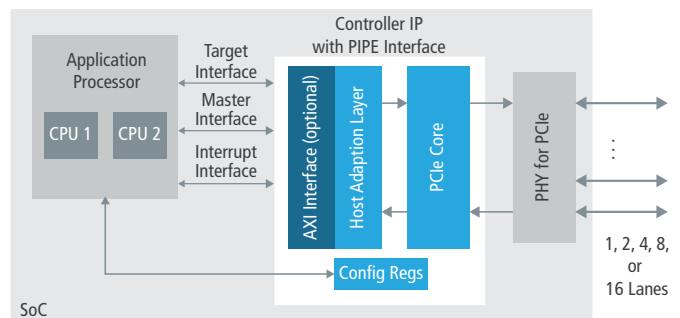 Controller IP
with PIPE Interface
Application
Processor
CPU 1
CPU 2
Target
Interface
Master
Interface
Interrupt
Interface
AXI Interface (optional)
Host Adaption Layer
PCIe Core
PHY for PCIe
⋮
Config Regs
1, 2, 4, 8,
or
16 Lanes
SoC